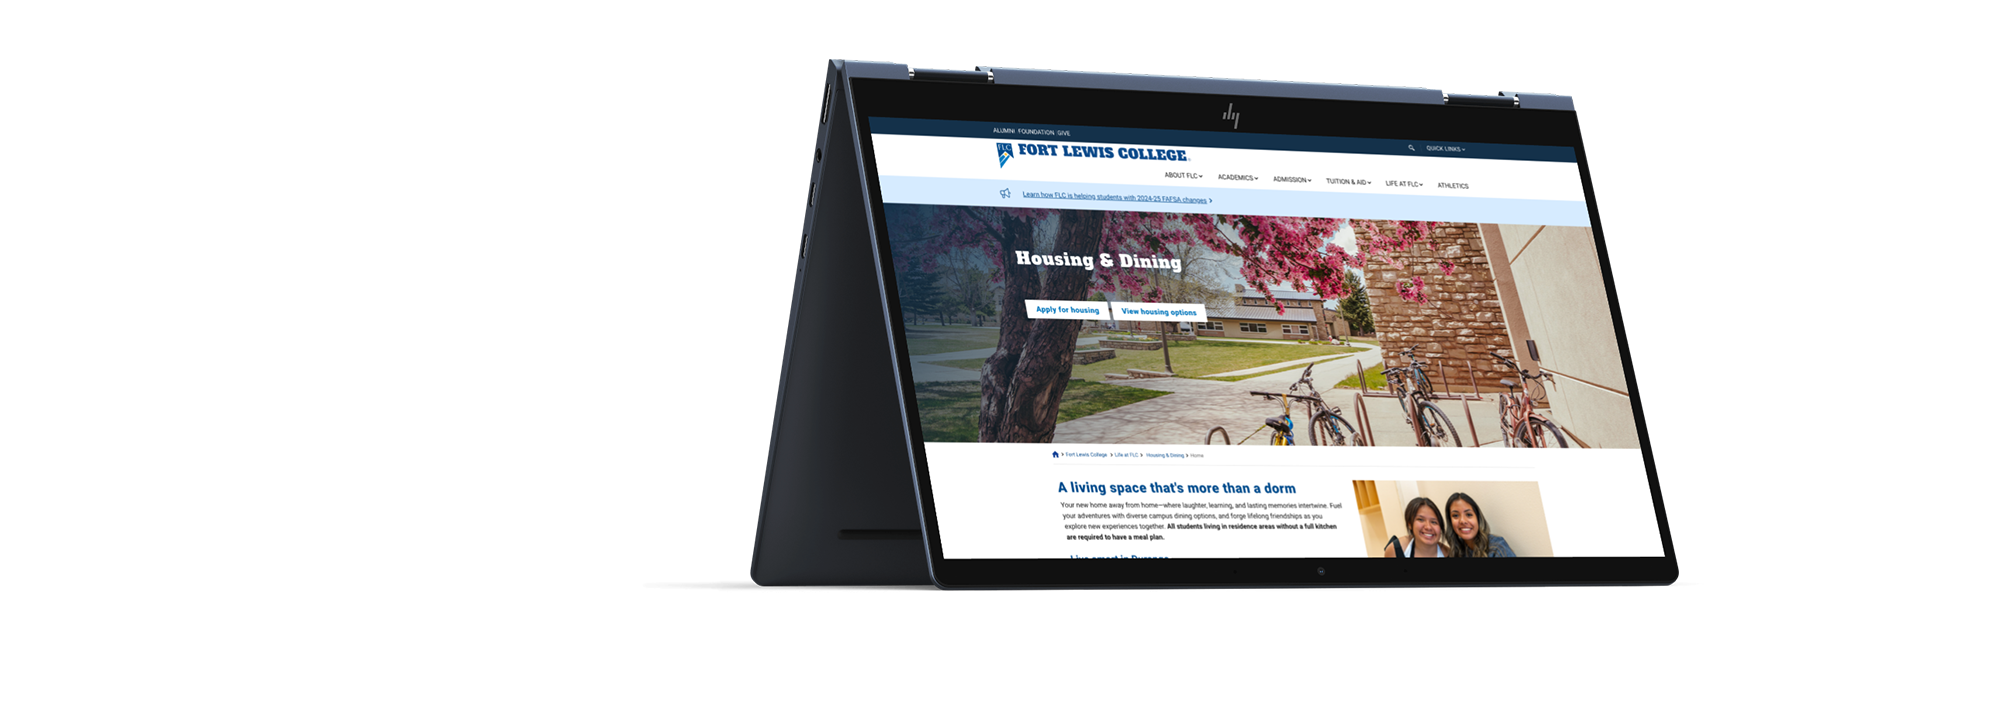 ALUMNI FOUNDATION GIVE
QUICK LINKS
FLC FORT LEWIS COLLEGE
ABOUT FLC ACADEMICS ADMISSION TUITION & AID LIFE AT FLC ATHLETICS
Learn how FLC is helping students with 2024-25 FAFSA changes
Housing & Dining
Apply for housing View housing options
Fort Lewis College Life at FLC Housing & Dining Home
A living space that's more than a dorm
Your new home away from home—where laughter, learning, and lasting memories intertwine. Fuel
your adventures with diverse campus dining options, and forge lifelong friendships as you
explore new experiences together. All students living in residence areas without a full kitchen
are required to have a meal plan.
Live smart in Durango
hp